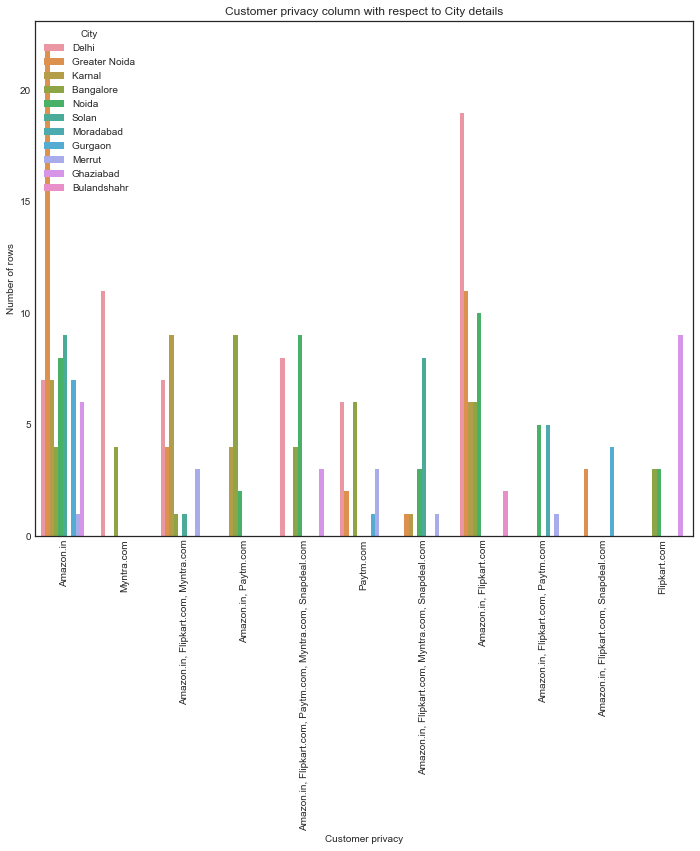 Customer privacy column with respect to City details
Number of rows
20
15
10
5
0
City
Delhi
Greater Noida
Karnal
Bangalore
Noida
Solan
Moradabad
Gurgaon
Merrut
Ghaziabad
Bulandshahr
Amazon.in
Myntra.com
Amazon.in, Flipkart.com, Myntra.com
Amazon.in, Paytm.com
Amazon.in, Flipkart.com, Paytm.com, Myntra.com, Snapdeal.com
Paytm.com
Amazon.in, Flipkart.com, Myntra.com, Snapdeal.com
Amazon.in, Flipkart.com
Amazon.in, Flipkart.com, Paytm.com
Amazon.in, Flipkart.com, Snapdeal.com
Flipkart.com
Customer privacy